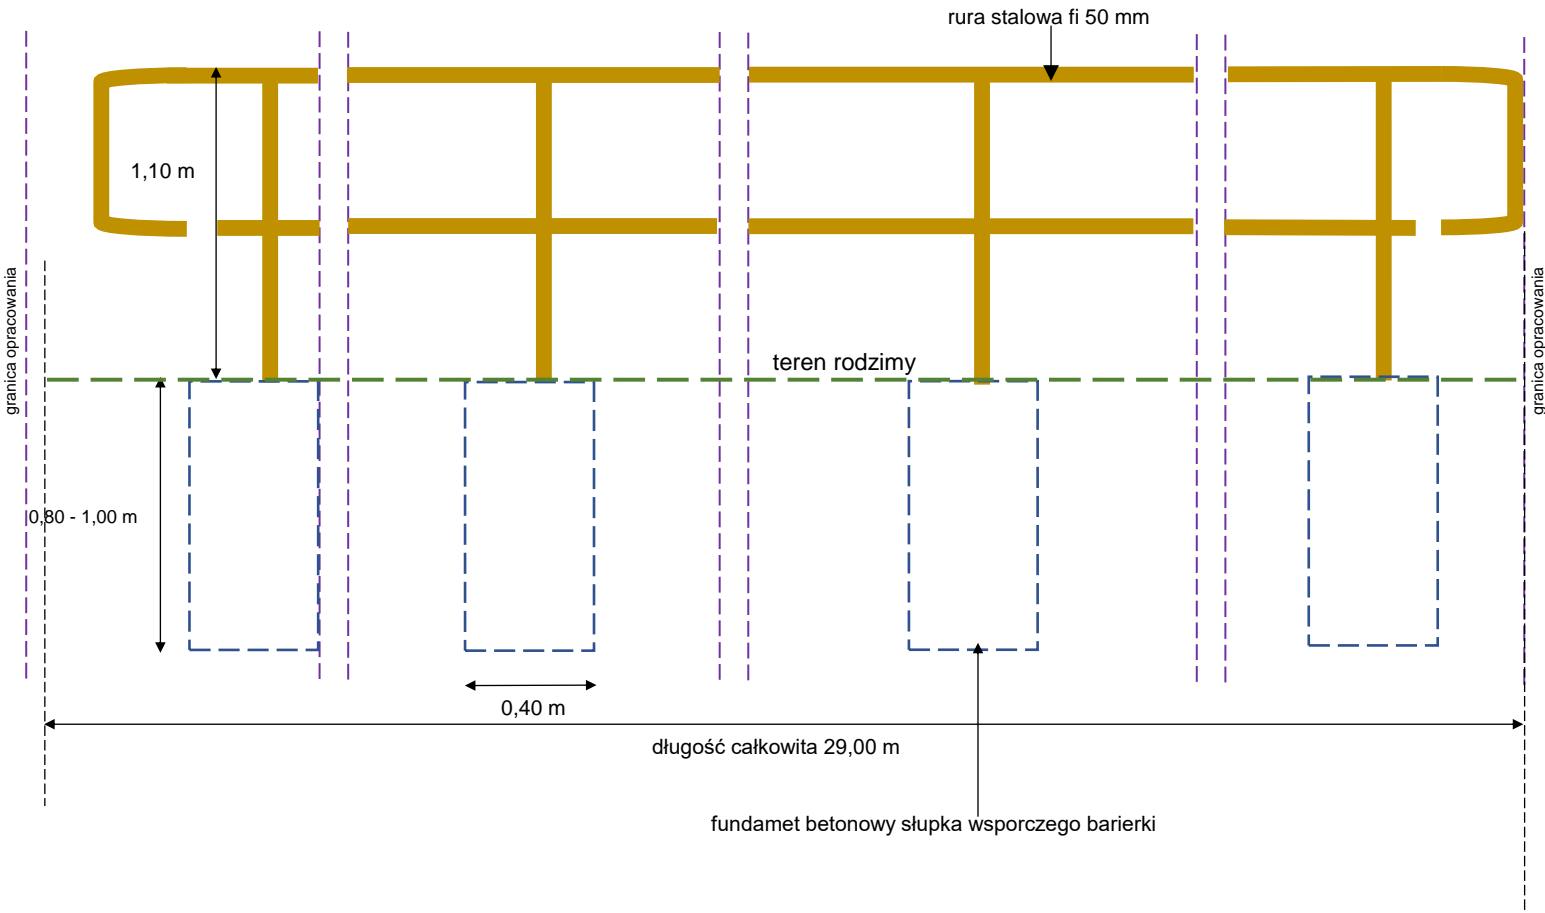 rura stalowa fi 50 mm
1,10 m
granica opracowania
teren rodzimy
granica opracowania
0,80 - 1,00 m
0,40 m
długość całkowita 29,00 m
fundamet betonowy słupka wsporczego barierki